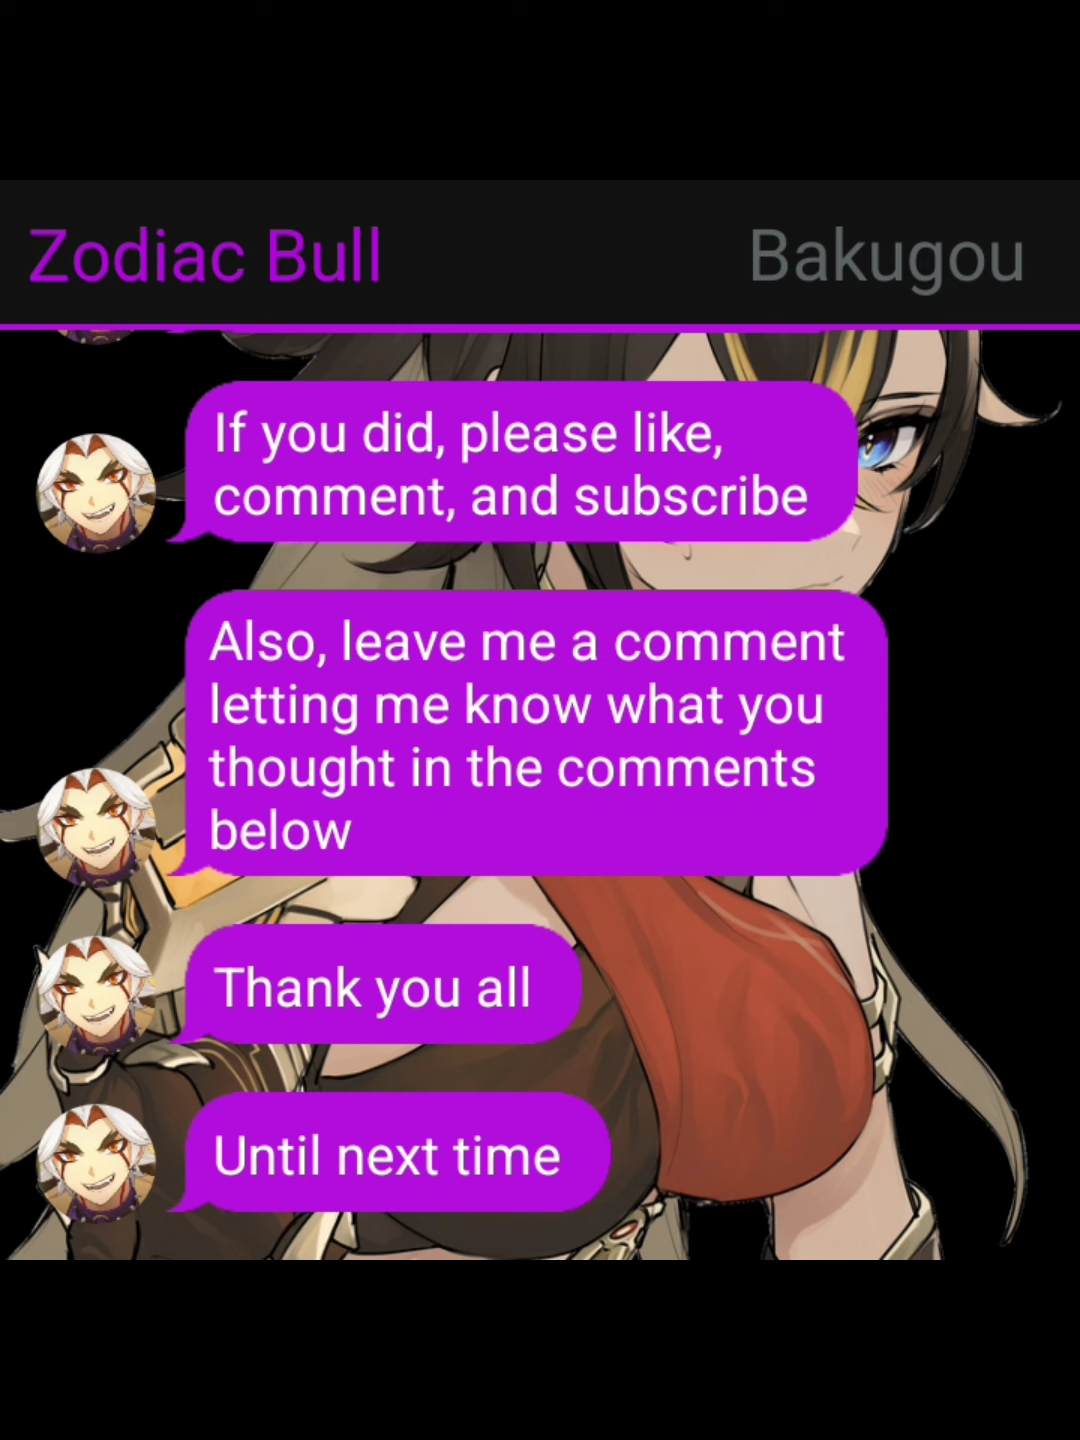 Zodiac Bull
Bakugou
If you did, please like,
comment, and subscribe
Also, leave me a comment
letting me know what you
thought in the comments
below
Thank you all
Until next time